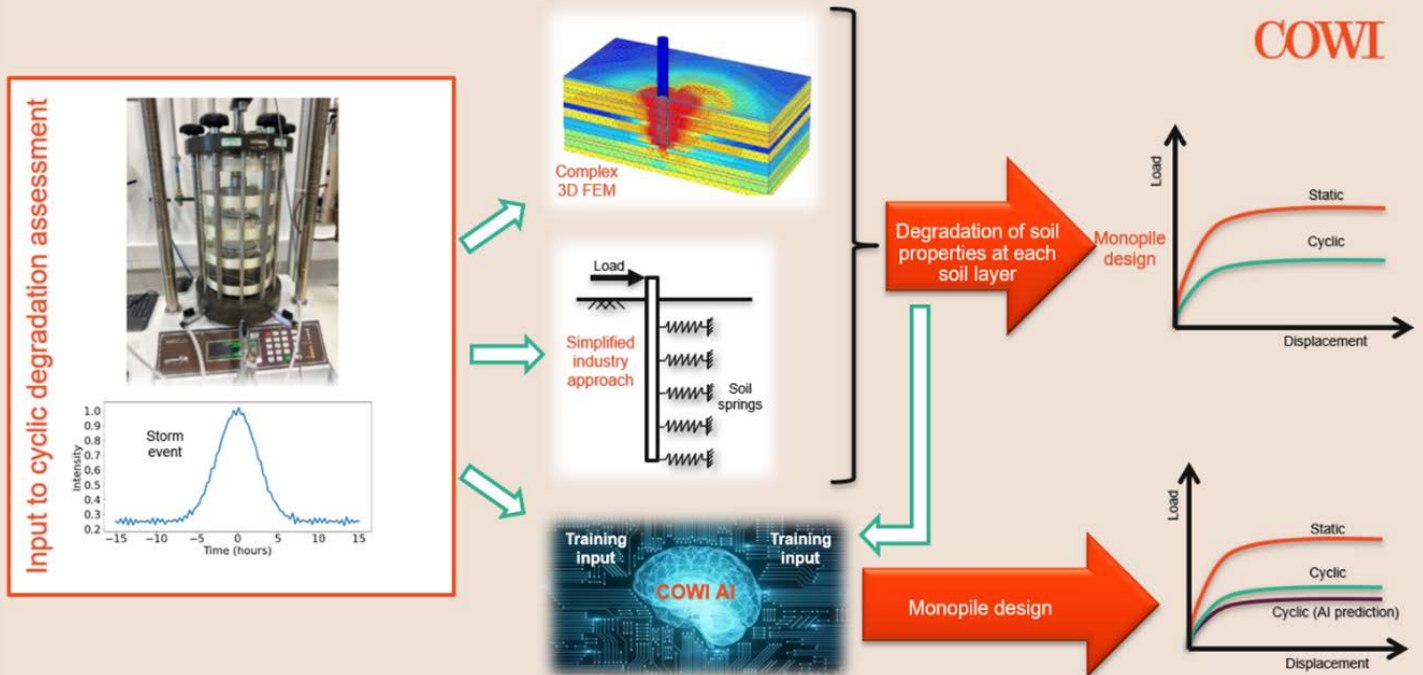 COWI
Input to cyclic degradation assessment
Storm
event
Intensity
1.0
0.9
0.8
0.7
0.6
0.5
0.4
0.3
0.2
−15
−10
−5
0
5
10
15
Time (hours)
Complex
3D FEM
Load
Simplified
industry
approach
Soil
springs
Training
input
Training
input
COWI AI
Degradation of soil
properties at each
soil layer
Monopile
design
Load
Static
Cyclic
Displacement
Monopile design
Load
Static
Cyclic
Cyclic (AI prediction)
Displacement